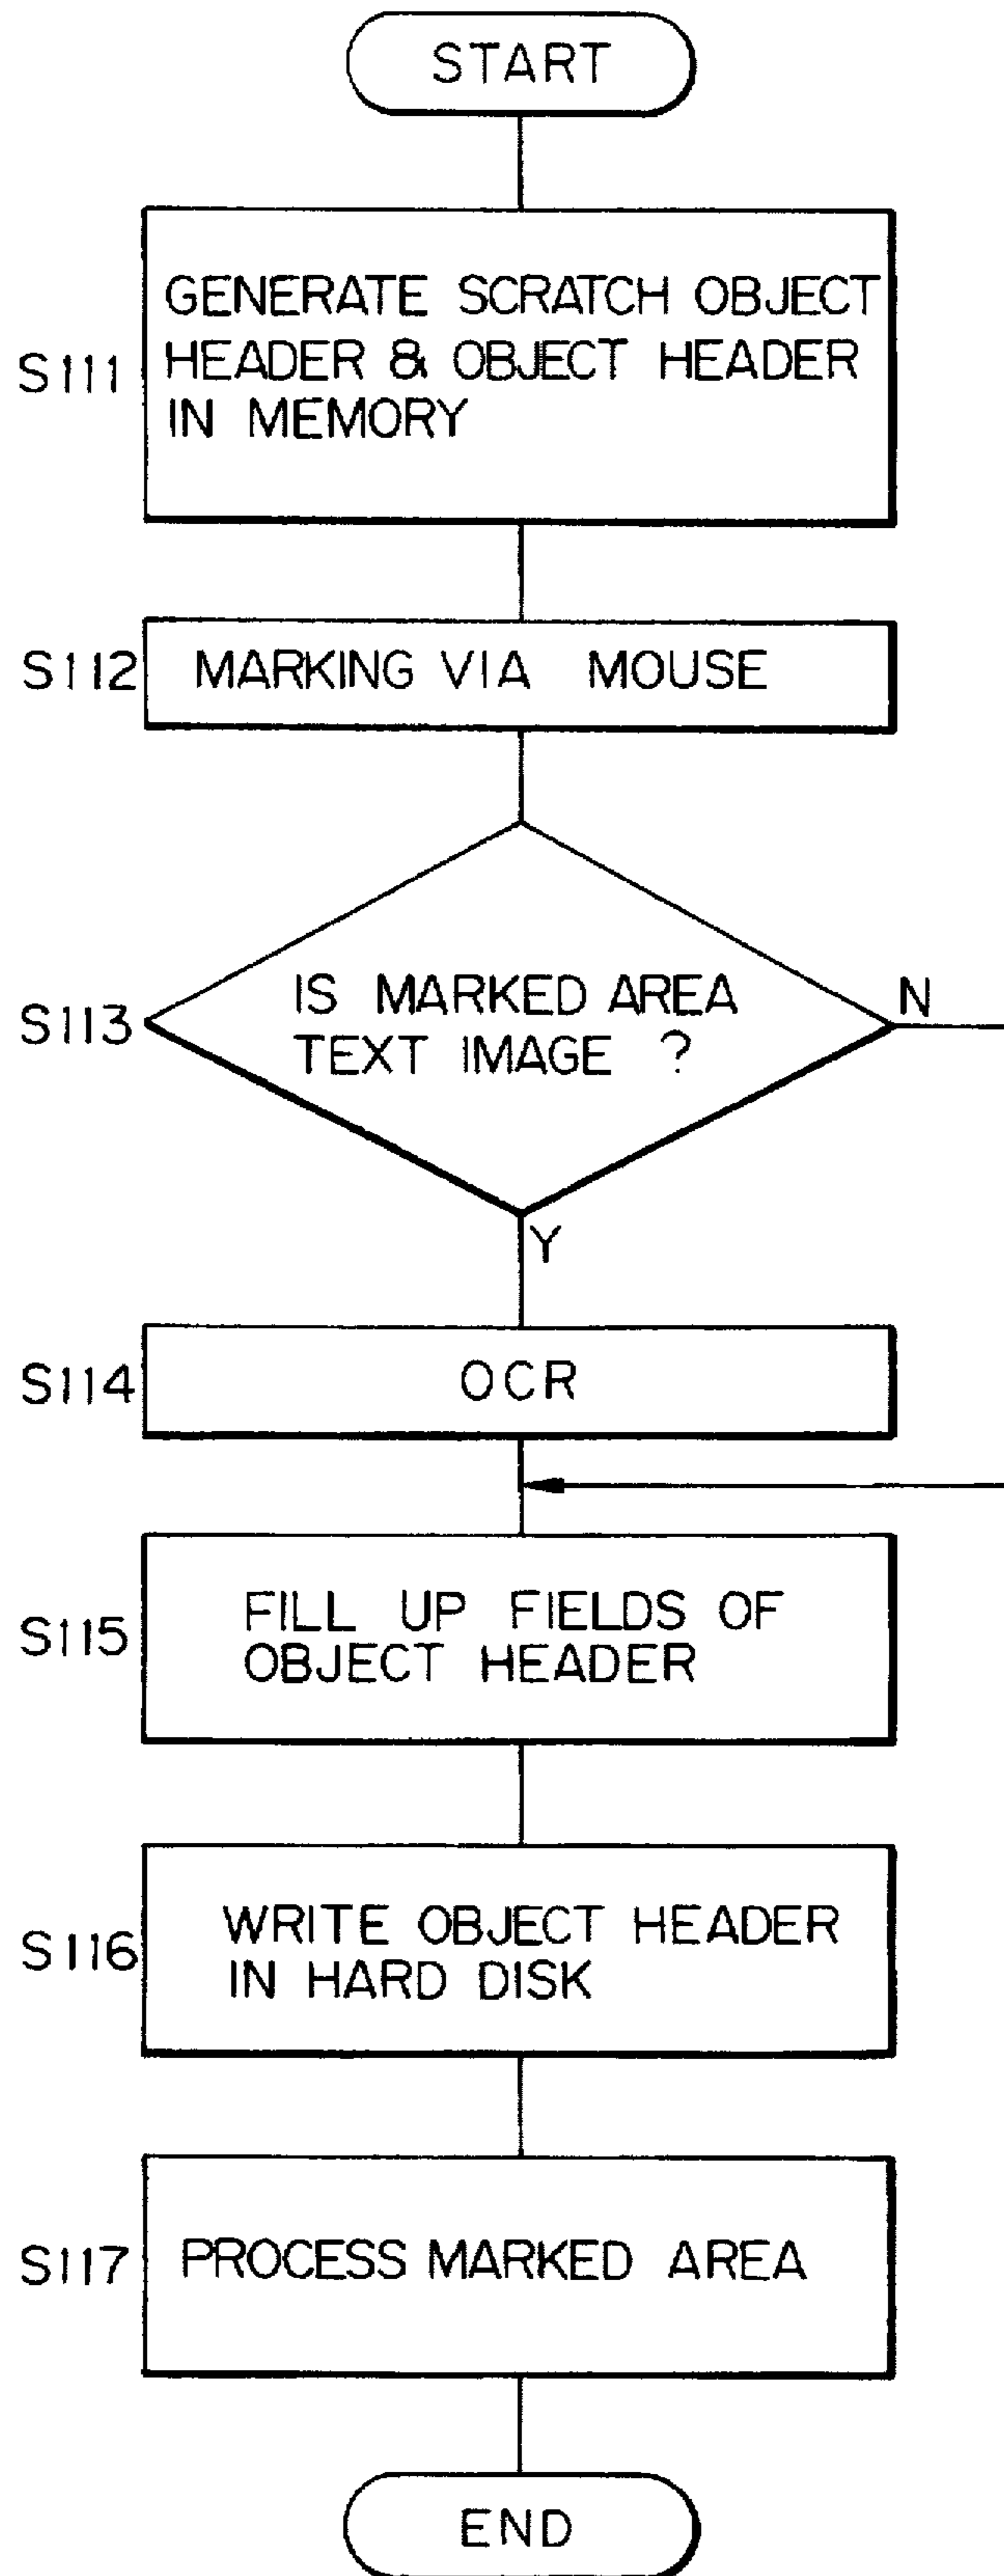 START
S111
GENERATE SCRATCH OBJECT
HEADER & OBJECT HEADER
IN MEMORY
S112
MARKING VIA MOUSE
S113
IS MARKED AREA
TEXT IMAGE ?
N
Y
S114
OCR
S115
FILL UP FIELDS OF
OBJECT HEADER
S116
WRITE OBJECT HEADER
IN HARD DISK
S117
PROCESS MARKED AREA
END